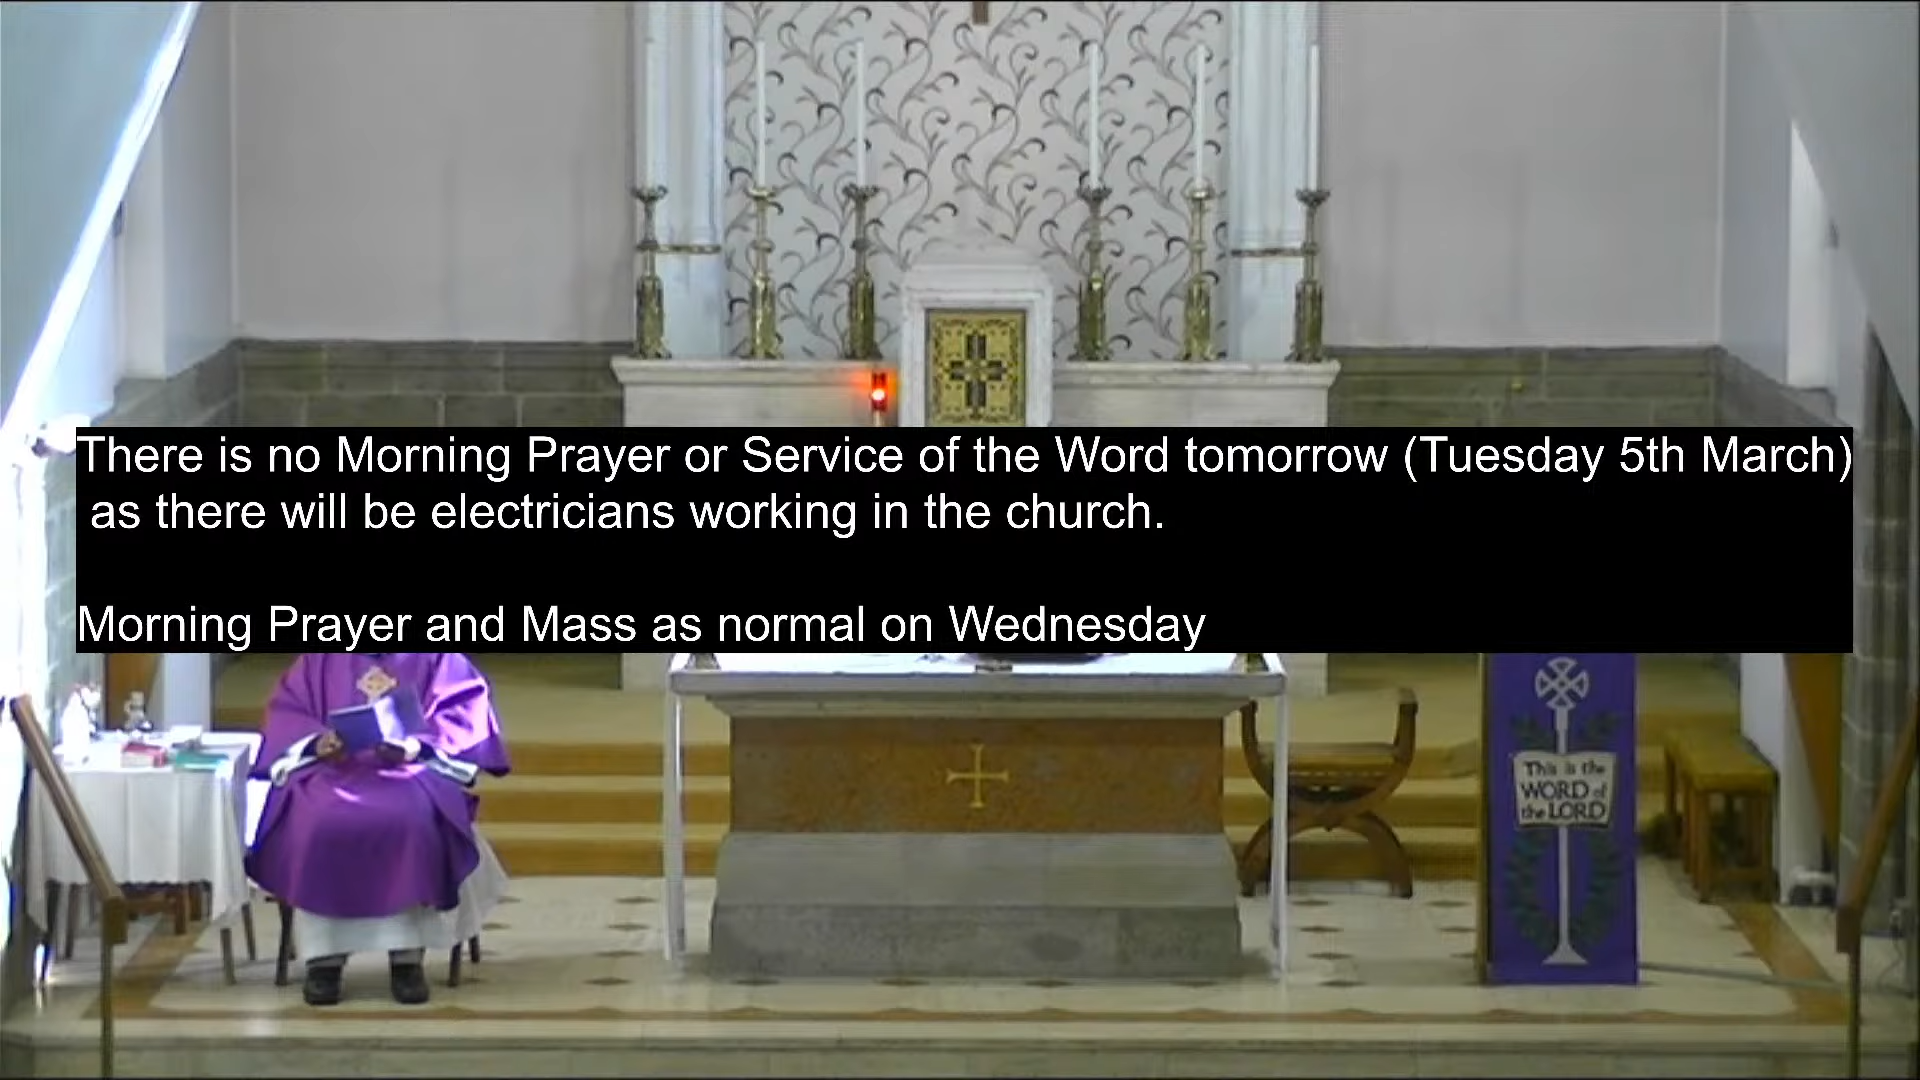 There is no Morning Prayer or Service of the Word tomorrow (Tuesday 5th March)
as there will be electricians working in the church.
Morning Prayer and Mass as normal on Wednesday
This is the
WORD of
the LORD